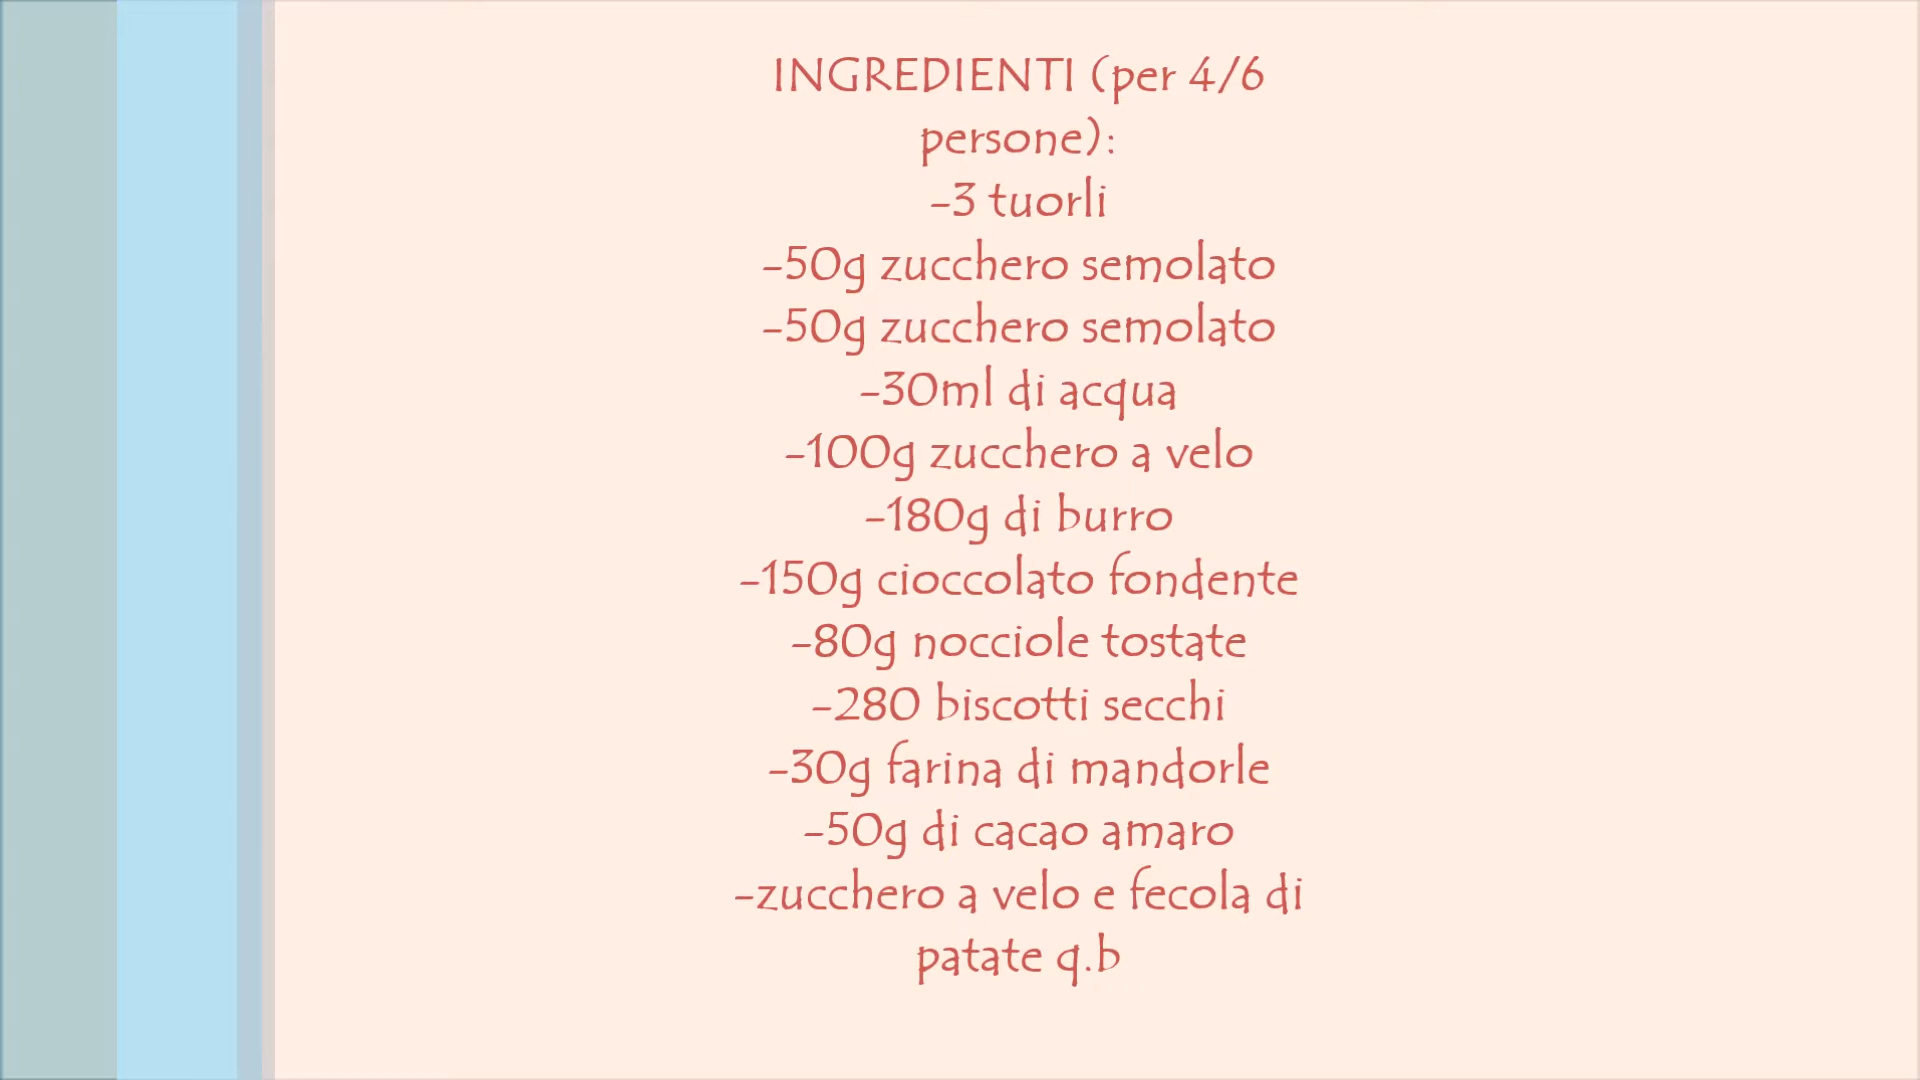 INGREDIENTI (per 4/6
persone):
-3 tuorli
-50g zucchero semolato
-50g zucchero semolato
-30ml di acqua
-100g zucchero a velo
-180g di burro
-150g cioccolato fondente
-80g nocciole tostate
-280 biscotti secchi
-30g farina di mandorle
-50g di cacao amaro
-zucchero a velo e fecola di
patate q.b